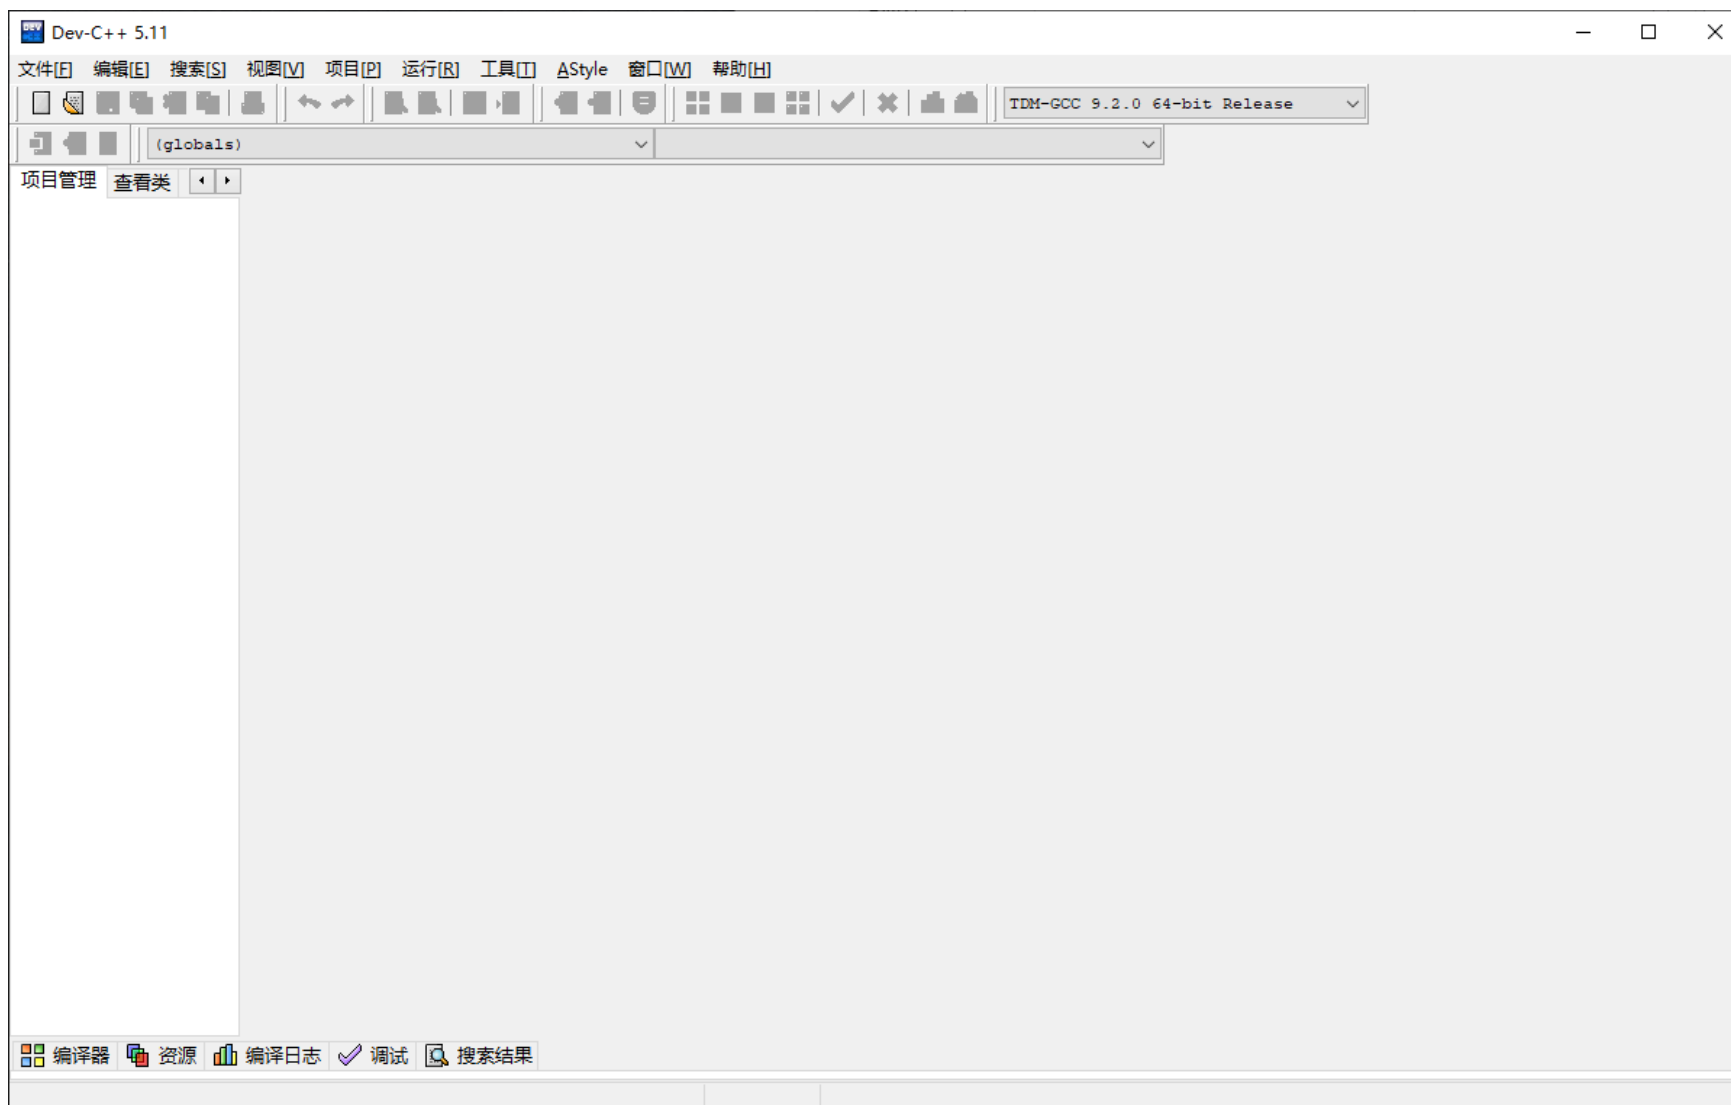 Dev-C++ 5.11
文件[F] 编辑[E] 搜索[S] 视图[V] 项目[P] 运行[R] 工具[T] AStyle 窗口[W] 帮助[H]
TDM-GCC 9.2.0 64-bit Release
(globals)
项目管理 查看类
编译器 资源 编译日志 调试 搜索结果